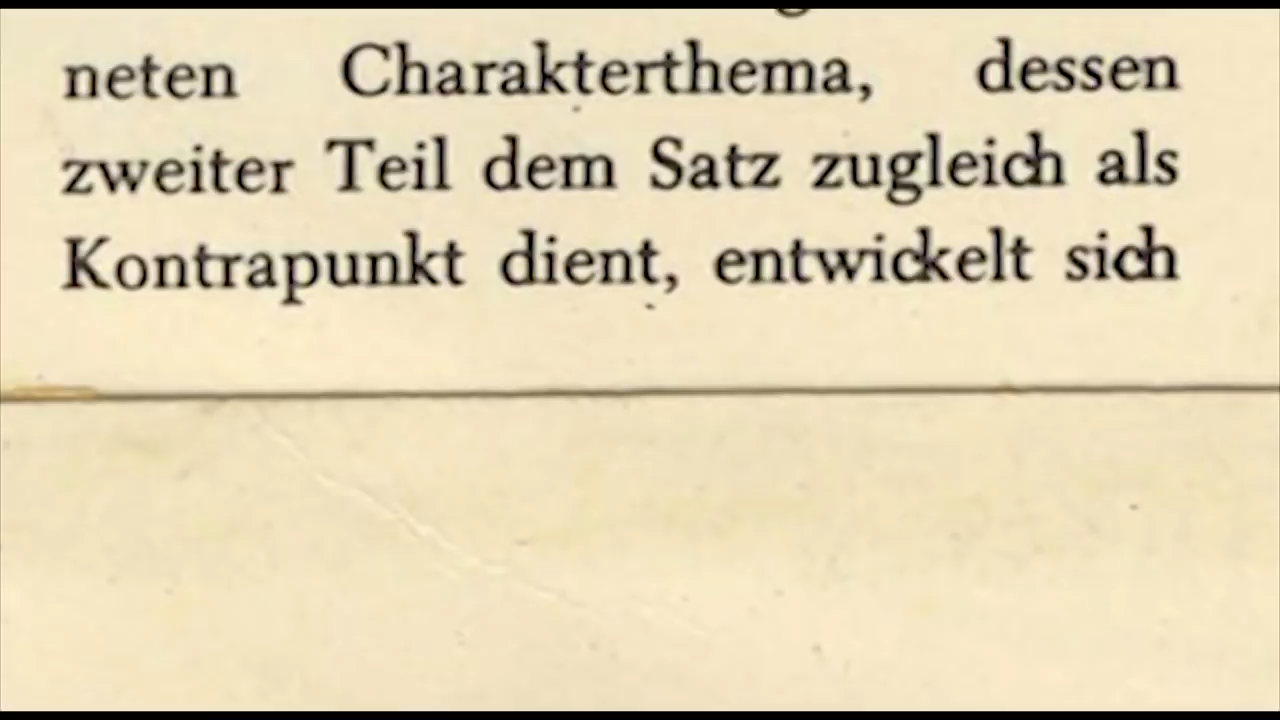 neten Charakterthema, dessen
zweiter Teil dem Satz zugleich als
Kontrapunkt dient, entwickelt sich